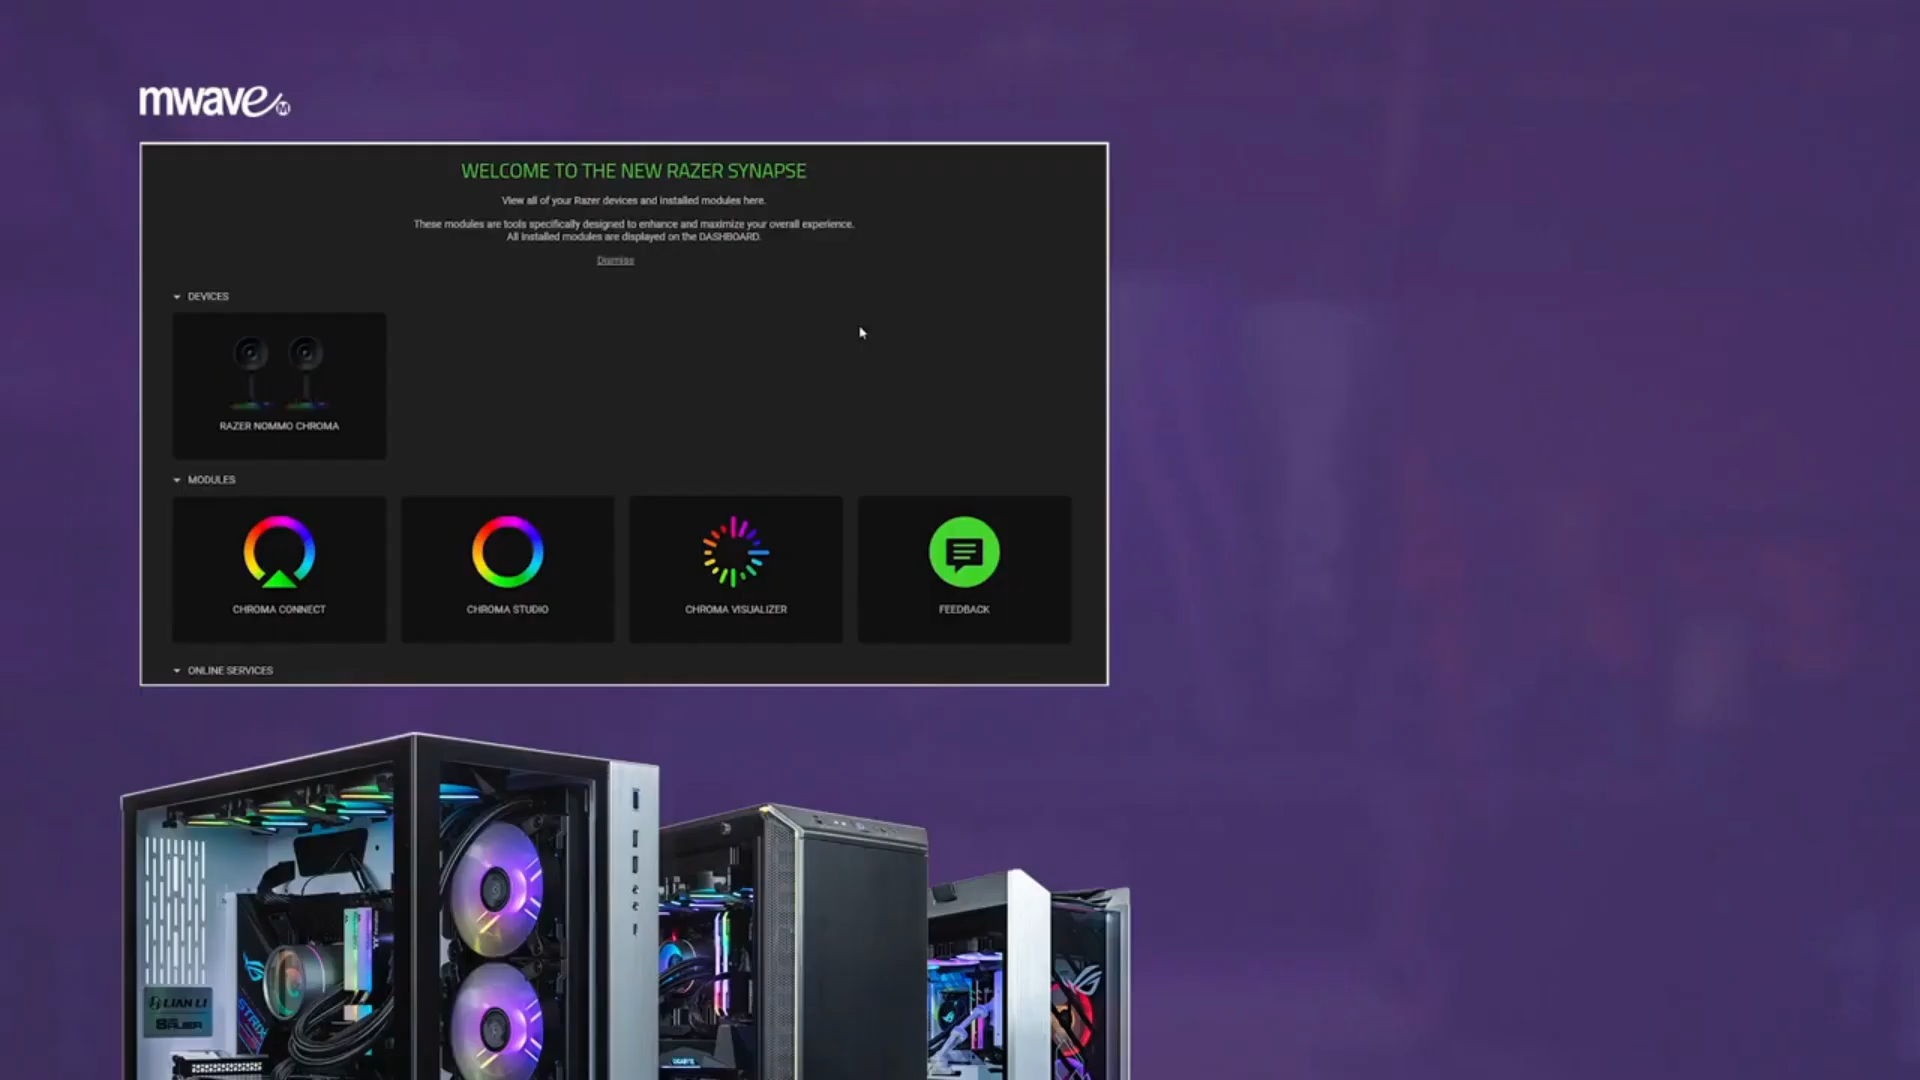 mwave
WELCOME TO THE NEW RAZER SYNAPSE
View all of your Razer devices and installed modules here.
These modules are tools specifically designed to enhance and maximize your overall experience.
All installed modules are displayed on the DASHBOARD.
Dismiss
DEVICES
RAZER NOMMO CHROMA
MODULES
CHROMA CONNECT
CHROMA STUDIO
CHROMA VISUALIZER
FEEDBACK
ONLINE SERVICES
LIAN LI
STRIX
GIGABYTE